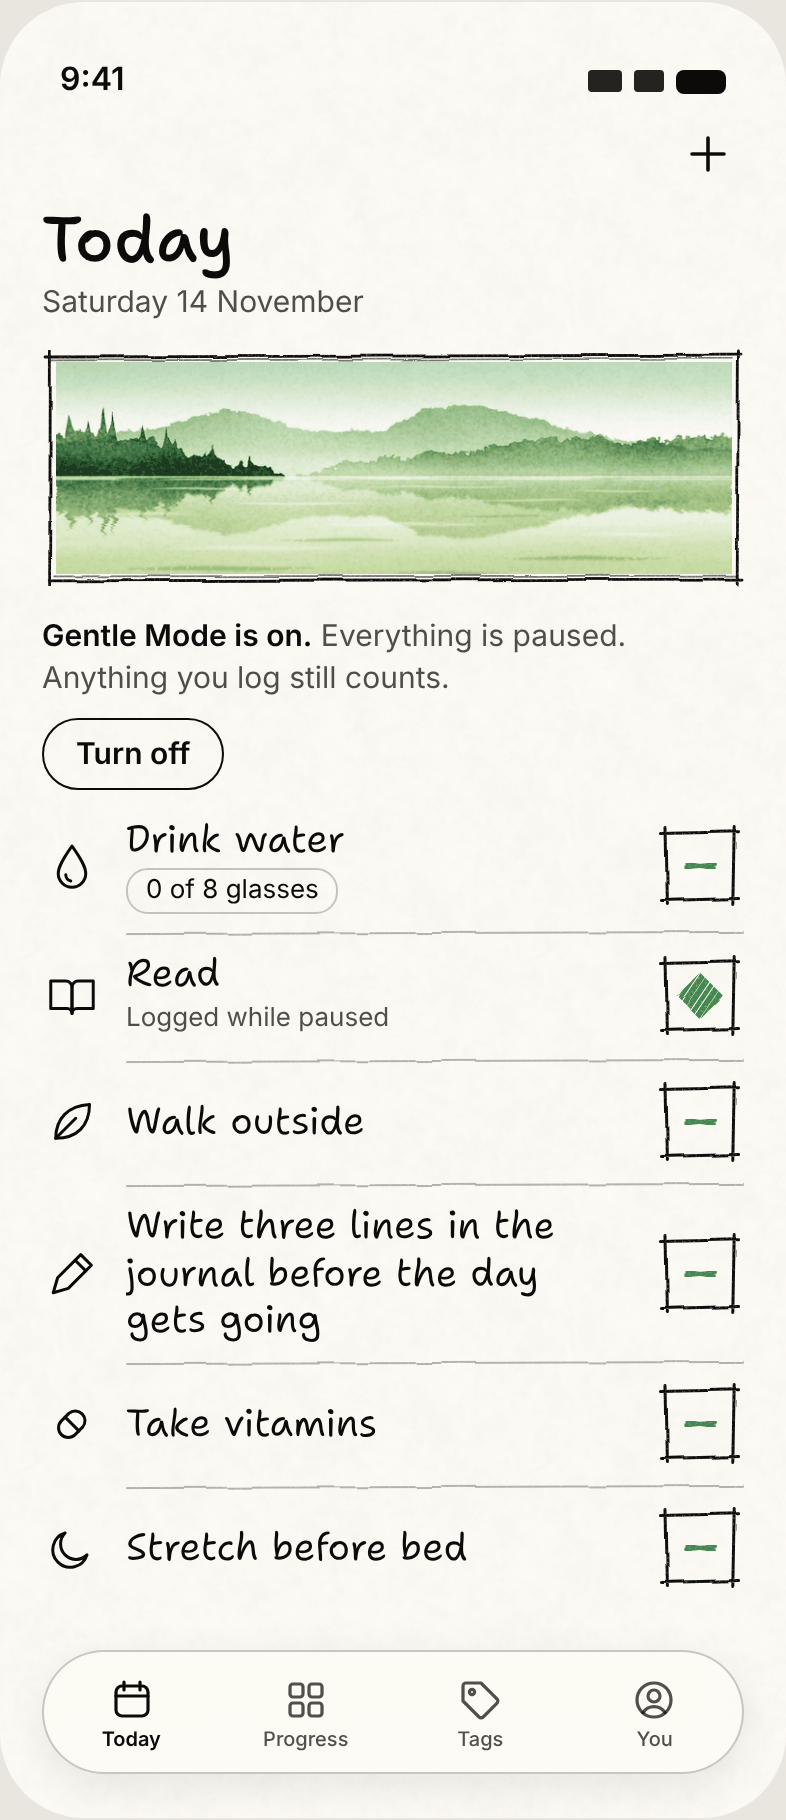 9:41
Today
Saturday 14 November
Gentle Mode is on. Everything is paused.
Anything you log still counts.
Turn off
Drink water
0 of 8 glasses
Read
Logged while paused
Walk outside
Write three lines in the
journal before the day
gets going
Take vitamins
Stretch before bed
Today
Progress
Tags
You